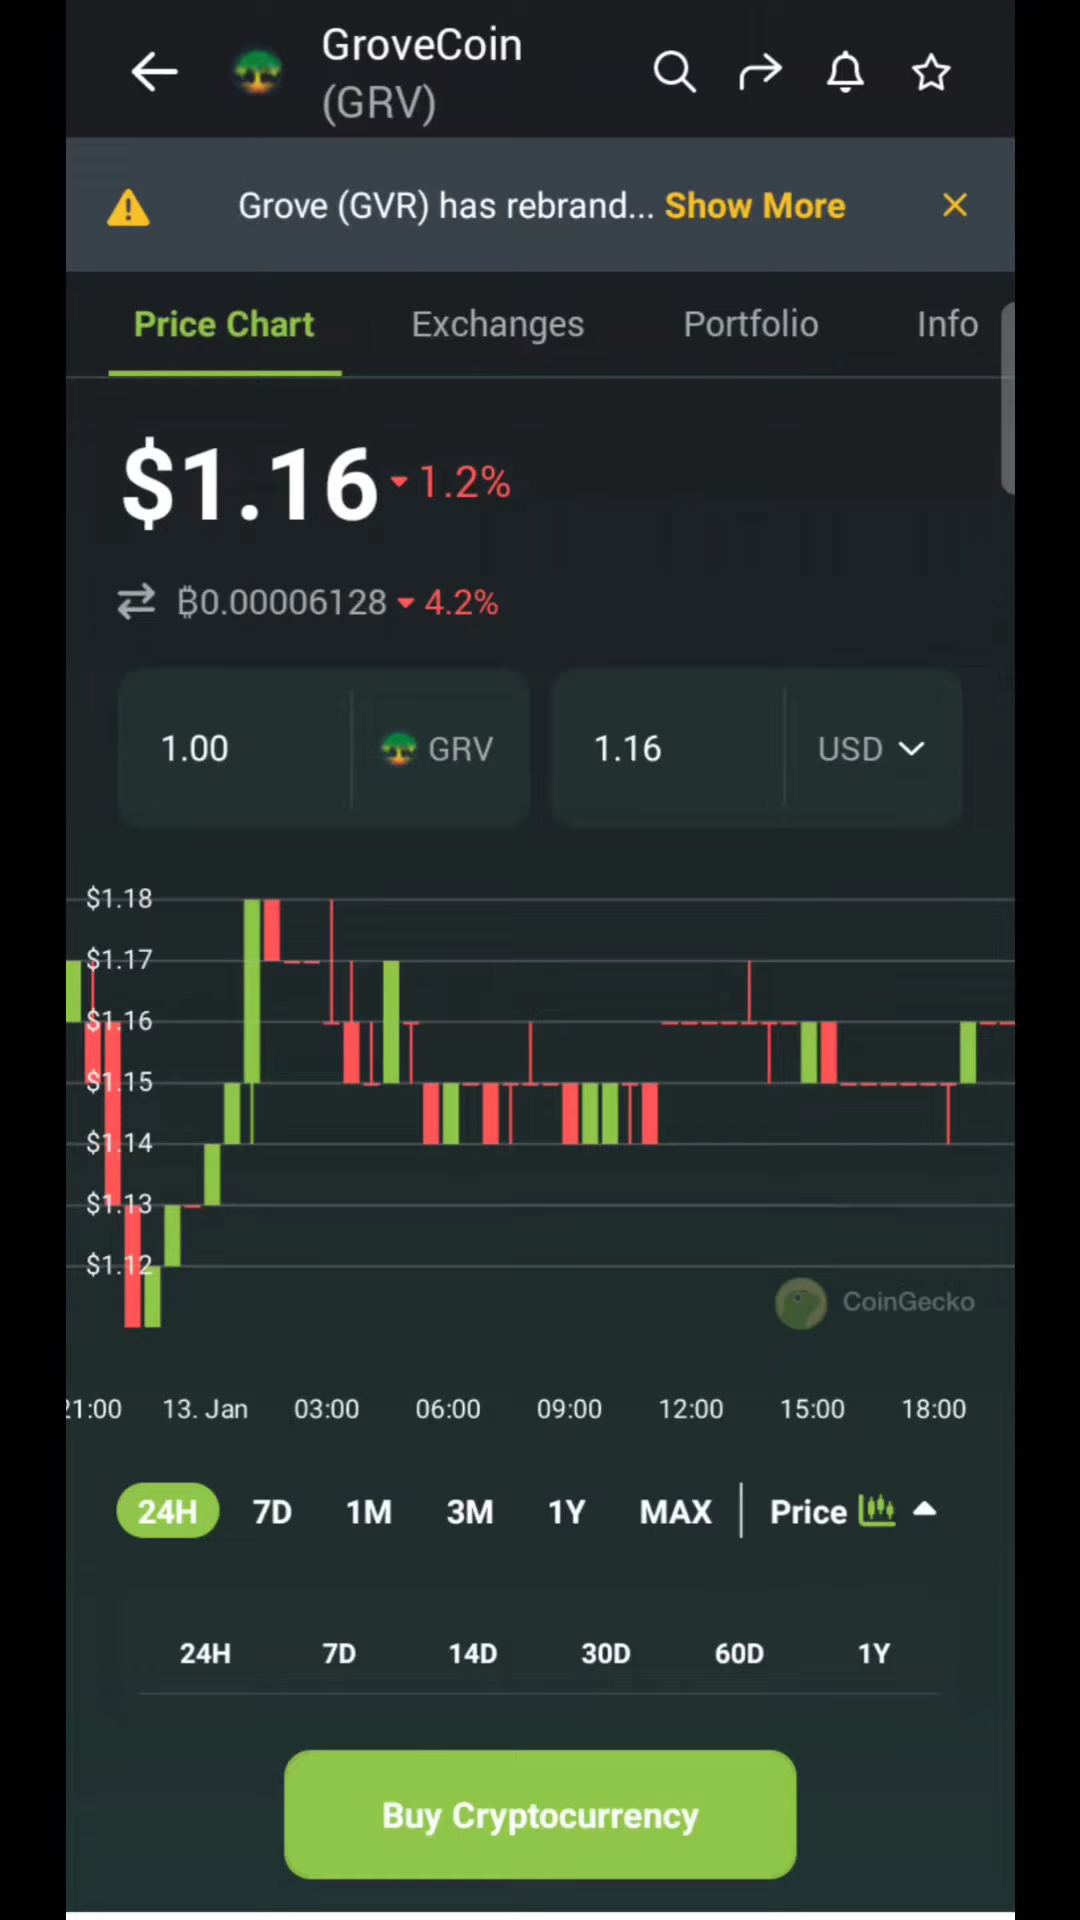 GroveCoin
(GRV)
Grove (GVR) has rebrand... Show More
Price Chart Exchanges Portfolio Info
$1.16 1.2%
₿0.00006128 4.2%
1.00 GRV 1.16 USD
$1.18
$1.17
$1.16
$1.15
$1.14
$1.13
$1.12
CoinGecko
21:00 13. Jan 03:00 06:00 09:00 12:00 15:00 18:00
24H 7D 1M 3M 1Y MAX Price
24H 7D 14D 30D 60D 1Y
Buy Cryptocurrency